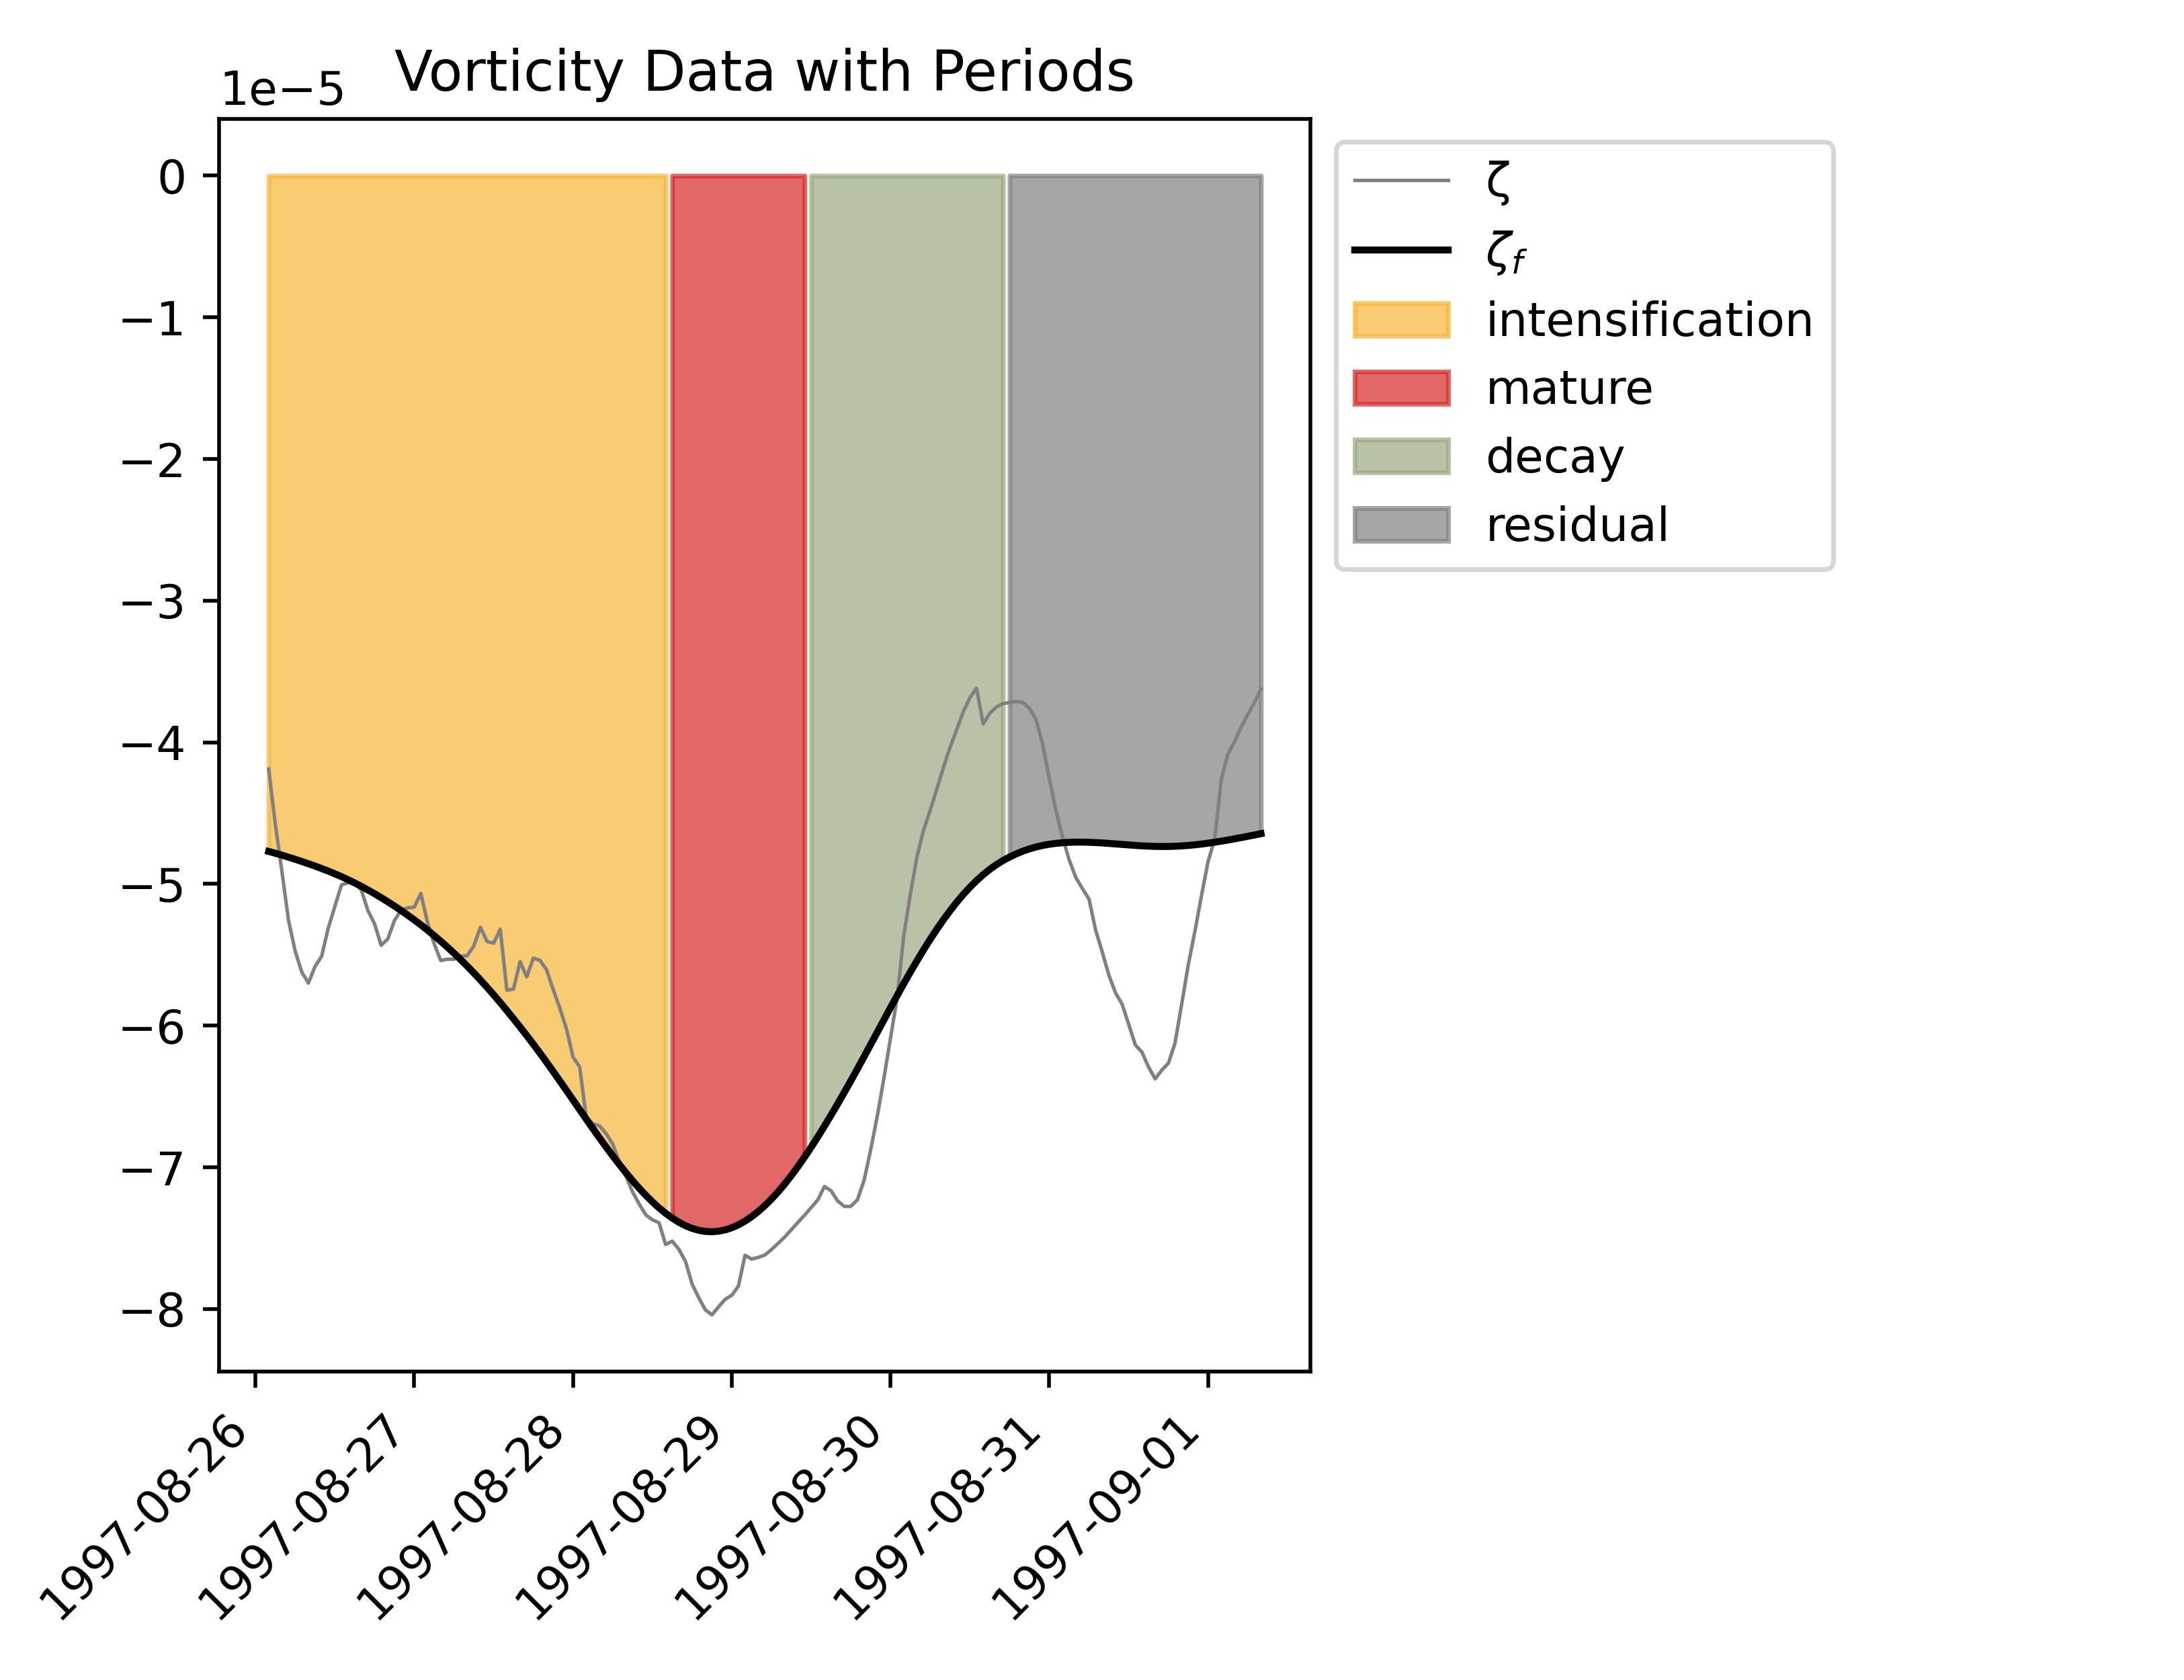 Vorticity Data with Periods
1e−5
0
−1
−2
−3
−4
−5
−6
−7
−8
1997-08-26
1997-08-27
1997-08-28
1997-08-29
1997-08-30
1997-08-31
1997-09-01
ζ
ζf
intensification
mature
decay
residual